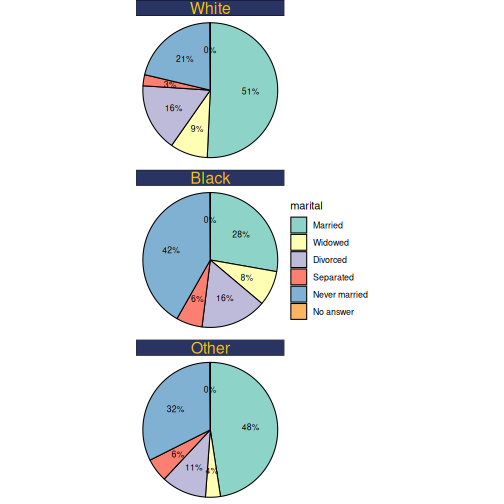 White
0%
21%
3%
51%
16%
9%
Black
0%
28%
42%
8%
6%
16%
marital
Married
Widowed
Divorced
Separated
Never married
No answer
Other
0%
32%
48%
6%
11%
4%